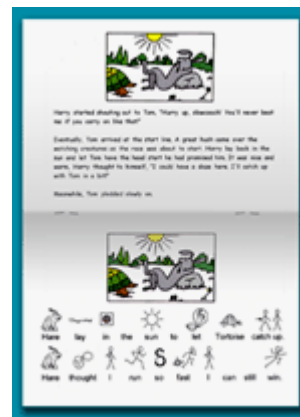 Harry started shouting out to Tom, "Hurry up, slowcoach! You'll never beat
me if you carry on like that!"
Eventually, Tom arrived at the start line. A great hush came over the
watching creatures as the race was about to start. Harry lay back in the
sun and let Tom have the head start he had promised him. It was nice and
warm. Harry thought to himself, "I could have a doze here. I'll catch up
with Tom in a bit!"
Meanwhile, Tom plodded slowly on.
Hare lay in the sun to let Tortoise catch up.
Hare thought I run so fast I can still win.